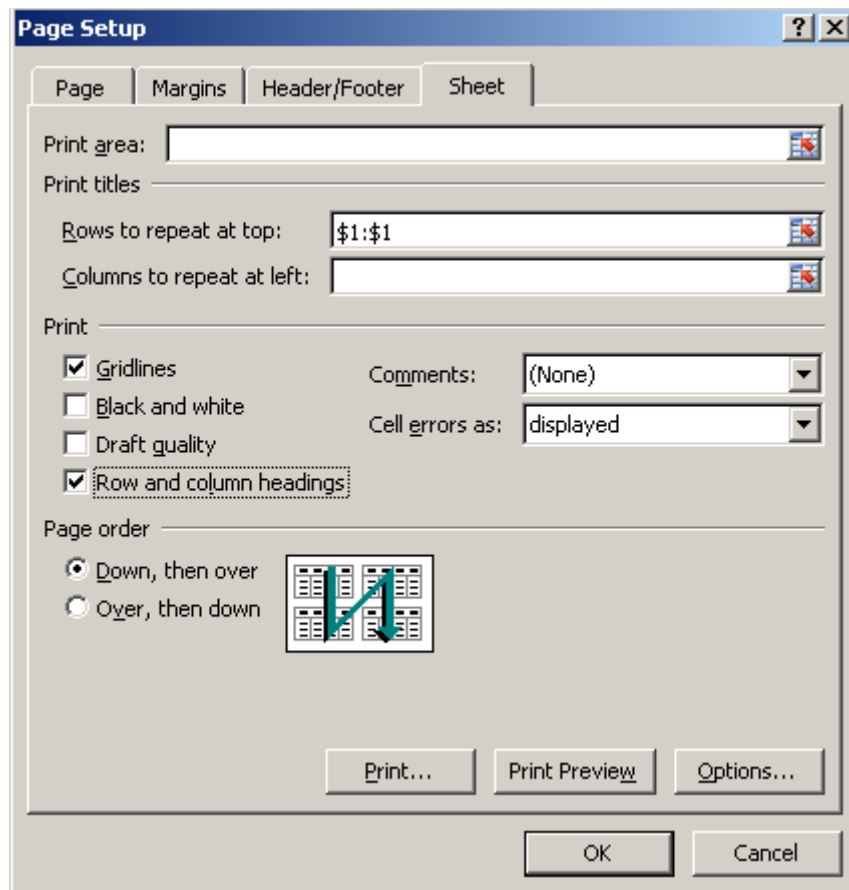 Page Setup
Page Margins Header/Footer Sheet
Print area:
Print titles
Rows to repeat at top: $1:$1
Columns to repeat at left:
Print
Gridlines Comments: (None)
Black and white
Cell errors as: displayed
Draft quality
Row and column headings
Page order
Down, then over
Over, then down
Print... Print Preview Options...
OK Cancel